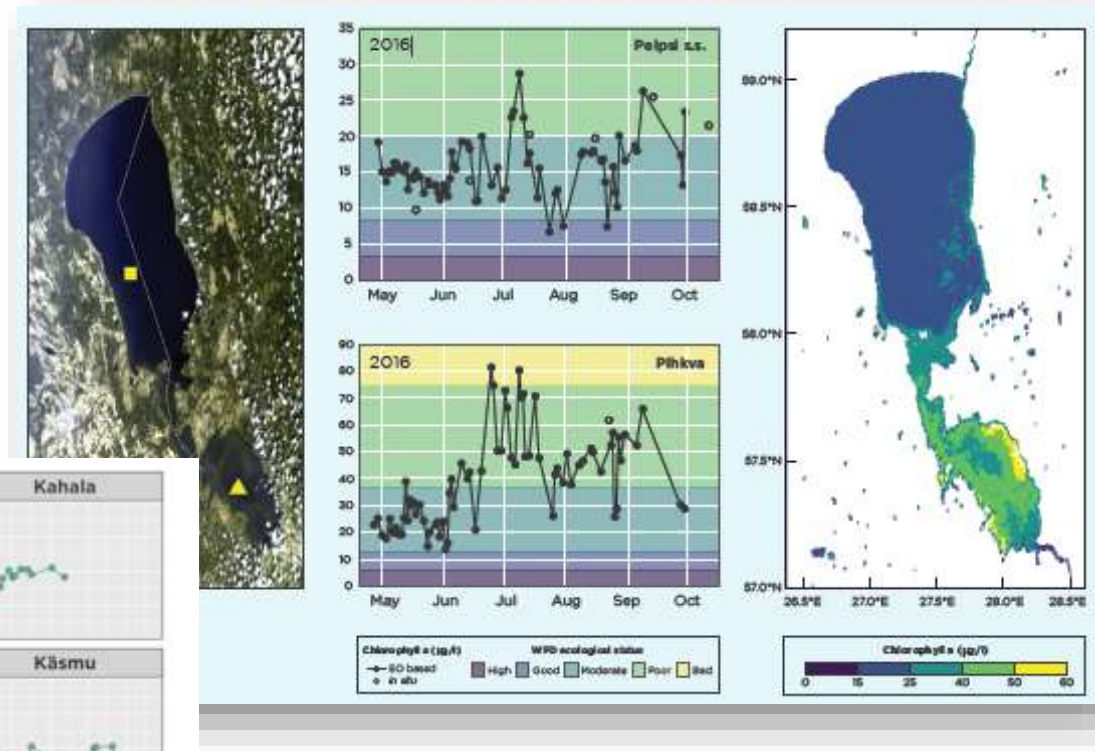 2016
Peipsi s.s.
35
30
25
20
15
10
5
0
May Jun Jul Aug Sep Oct
2016
Pihkva
90
80
70
60
50
40
30
20
10
0
May Jun Jul Aug Sep Oct
Chlorophyll a (µg/l)
EO based
in situ
WFD ecological status
High Good Moderate Poor Bad
59.0°N
58.5°N
58.0°N
57.5°N
57.0°N
26.5°E 27.0°E 27.5°E 28.0°E 28.5°E
Chlorophyll a (µg/l)
0 15 25 40 50 60
Kahala
Käsmu